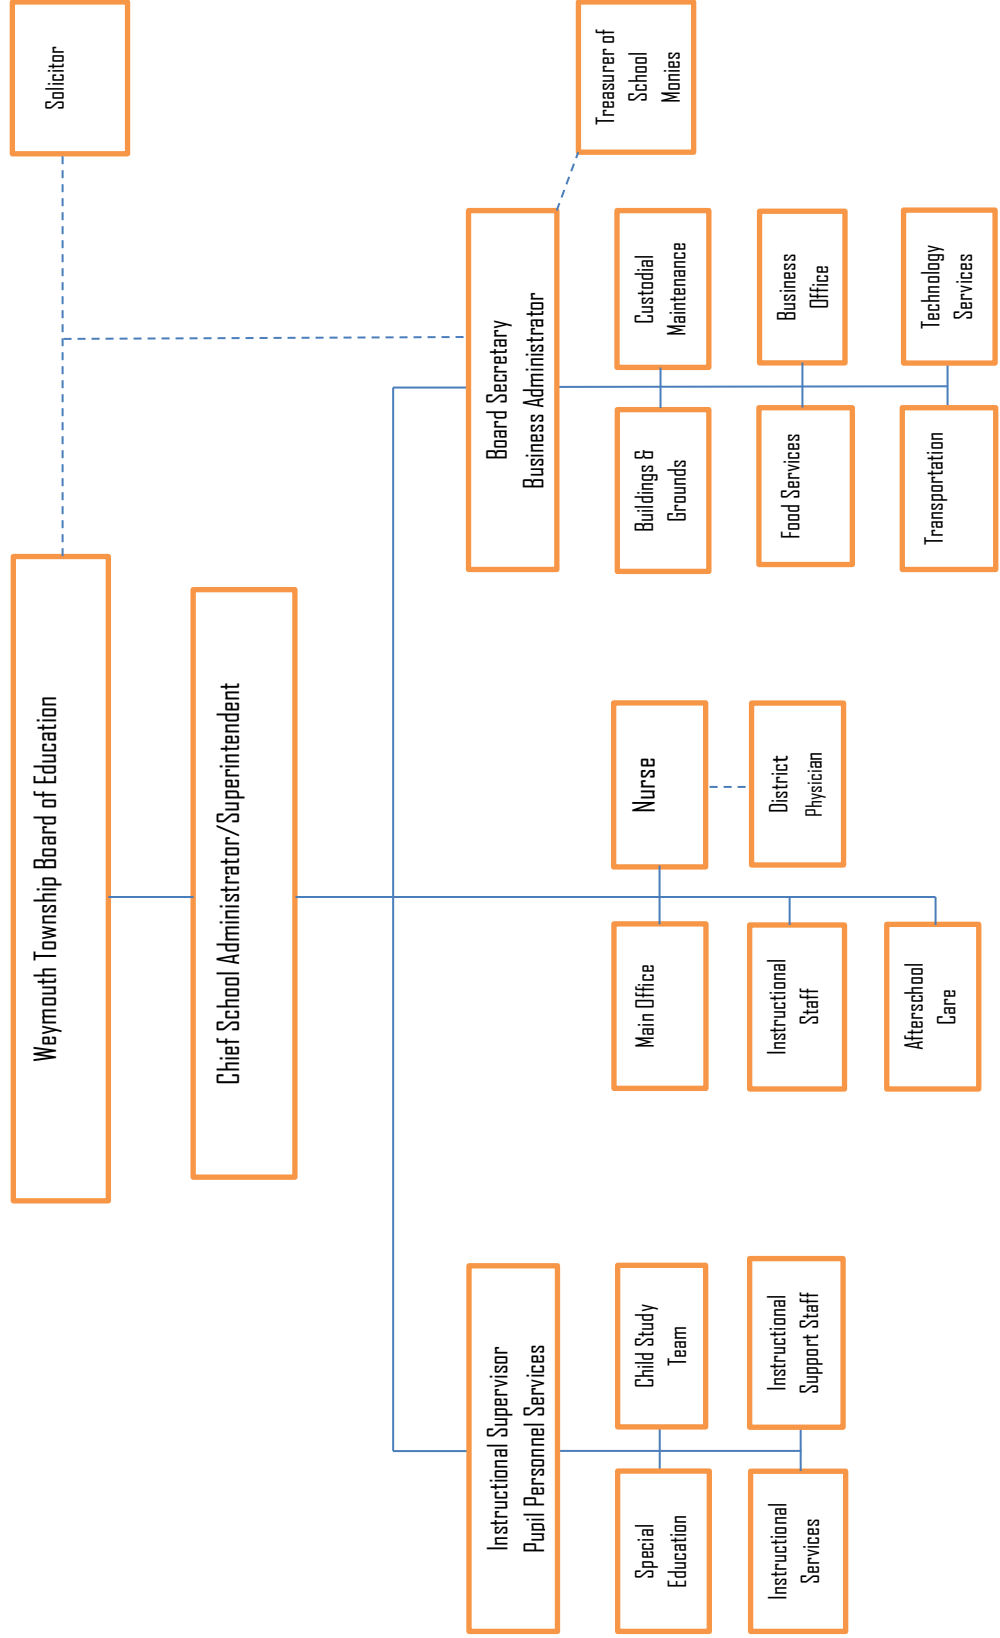 Weymouth Township Board of Education
Solicitor
Chief School Administrator/Superintendent
Instructional Supervisor
Pupil Personnel Services
Board Secretary
Business Administrator
Treasurer of
School
Monies
Special
Education
Child Study
Team
Main Office
Nurse
Buildings &
Grounds
Custodial
Maintenance
Instructional
Services
Instructional
Support Staff
Instructional
Staff
District
Physician
Food Services
Business
Office
Afterschool
Care
Transportation
Technology
Services